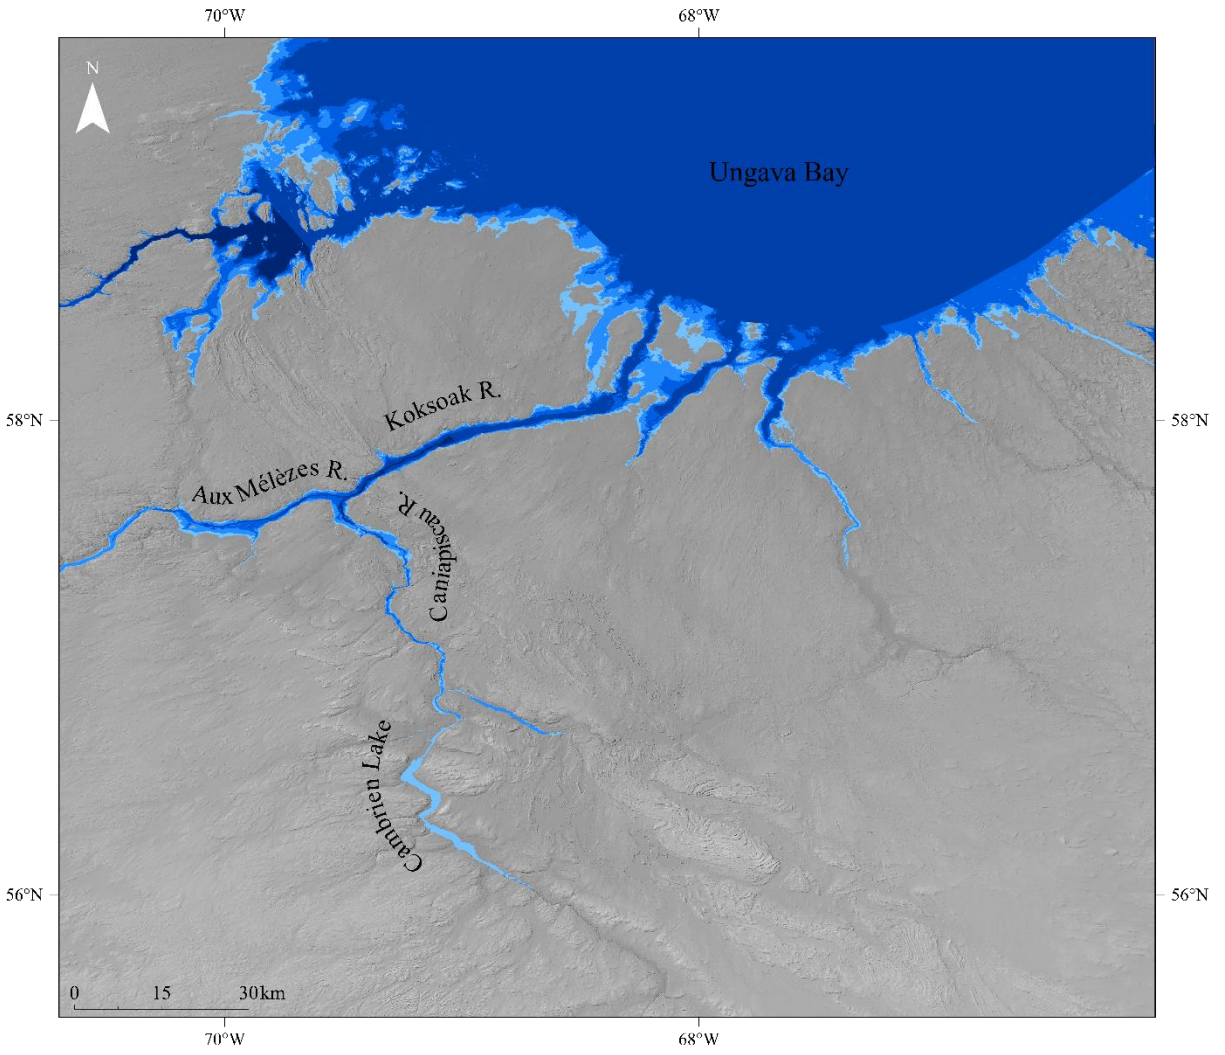 70°W
68°W
N
Ungava Bay
Koksoak R.
58°N
58°N
Aux Mélèzes R.
Caniapiscau R.
Cambrien Lake
56°N
56°N
0 15 30km
70°W
68°W